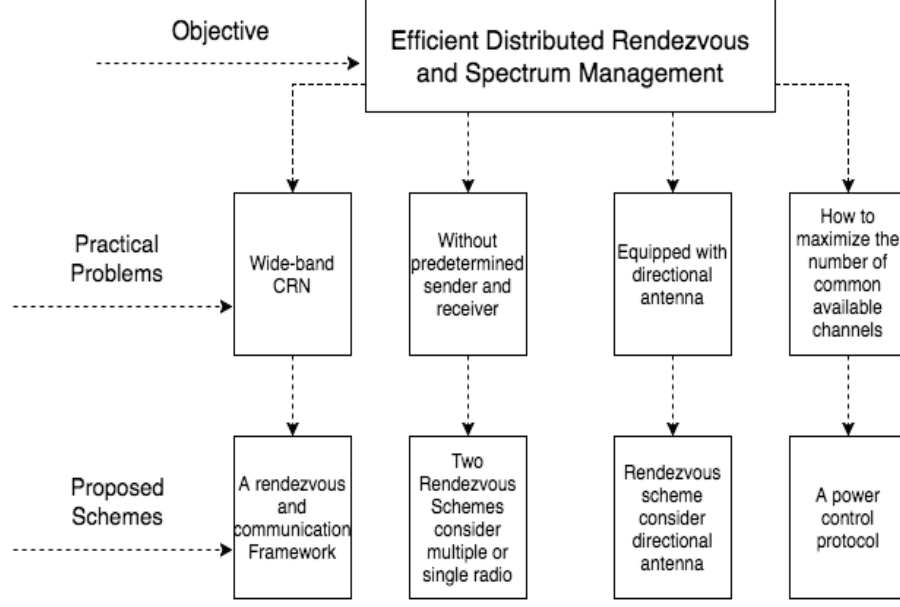 Objective
Efficient Distributed Rendezvous
and Spectrum Management
Practical
Problems
Wide-band
CRN
Without
predetermined
sender and
receiver
Equipped with
directional
antenna
How to
maximize the
number of
common
available
channels
Proposed
Schemes
A rendezvous
and
communication
Framework
Two
Rendezvous
Schemes
consider
multiple or
single radio
Rendezvous
scheme
consider
directional
antenna
A power
control
protocol